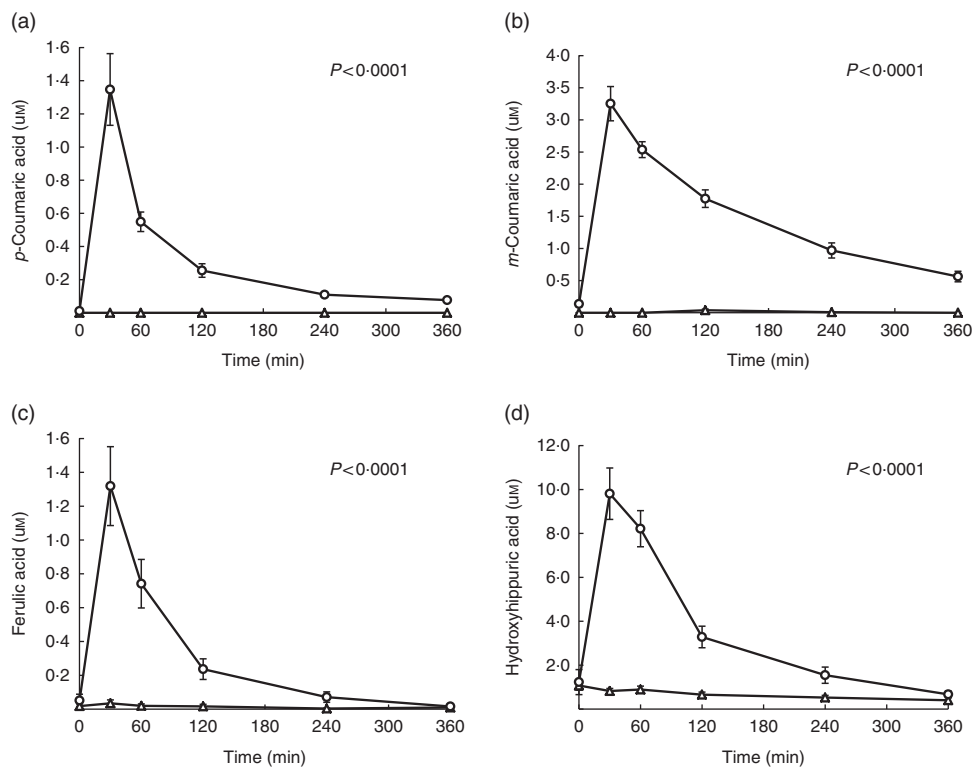 (a)
1·6
1·4
1·2
1·0
0·8
0·6
0·4
0·2
p-Coumaric acid (uM)
P<0·0001
0 60 120 180 240 300 360
Time (min)
(b)
4·0
3·5
3·0
2·5
2·0
1·5
1·0
0·5
m-Coumaric acid (uM)
P<0·0001
0 60 120 180 240 300 360
Time (min)
(c)
1·6
1·4
1·2
1·0
0·8
0·6
0·4
0·2
Ferulic acid (uM)
P<0·0001
0 60 120 180 240 300 360
Time (min)
(d)
12·0
10·0
8·0
6·0
4·0
2·0
Hydroxyhippuric acid (uM)
P<0·0001
0 60 120 180 240 300 360
Time (min)